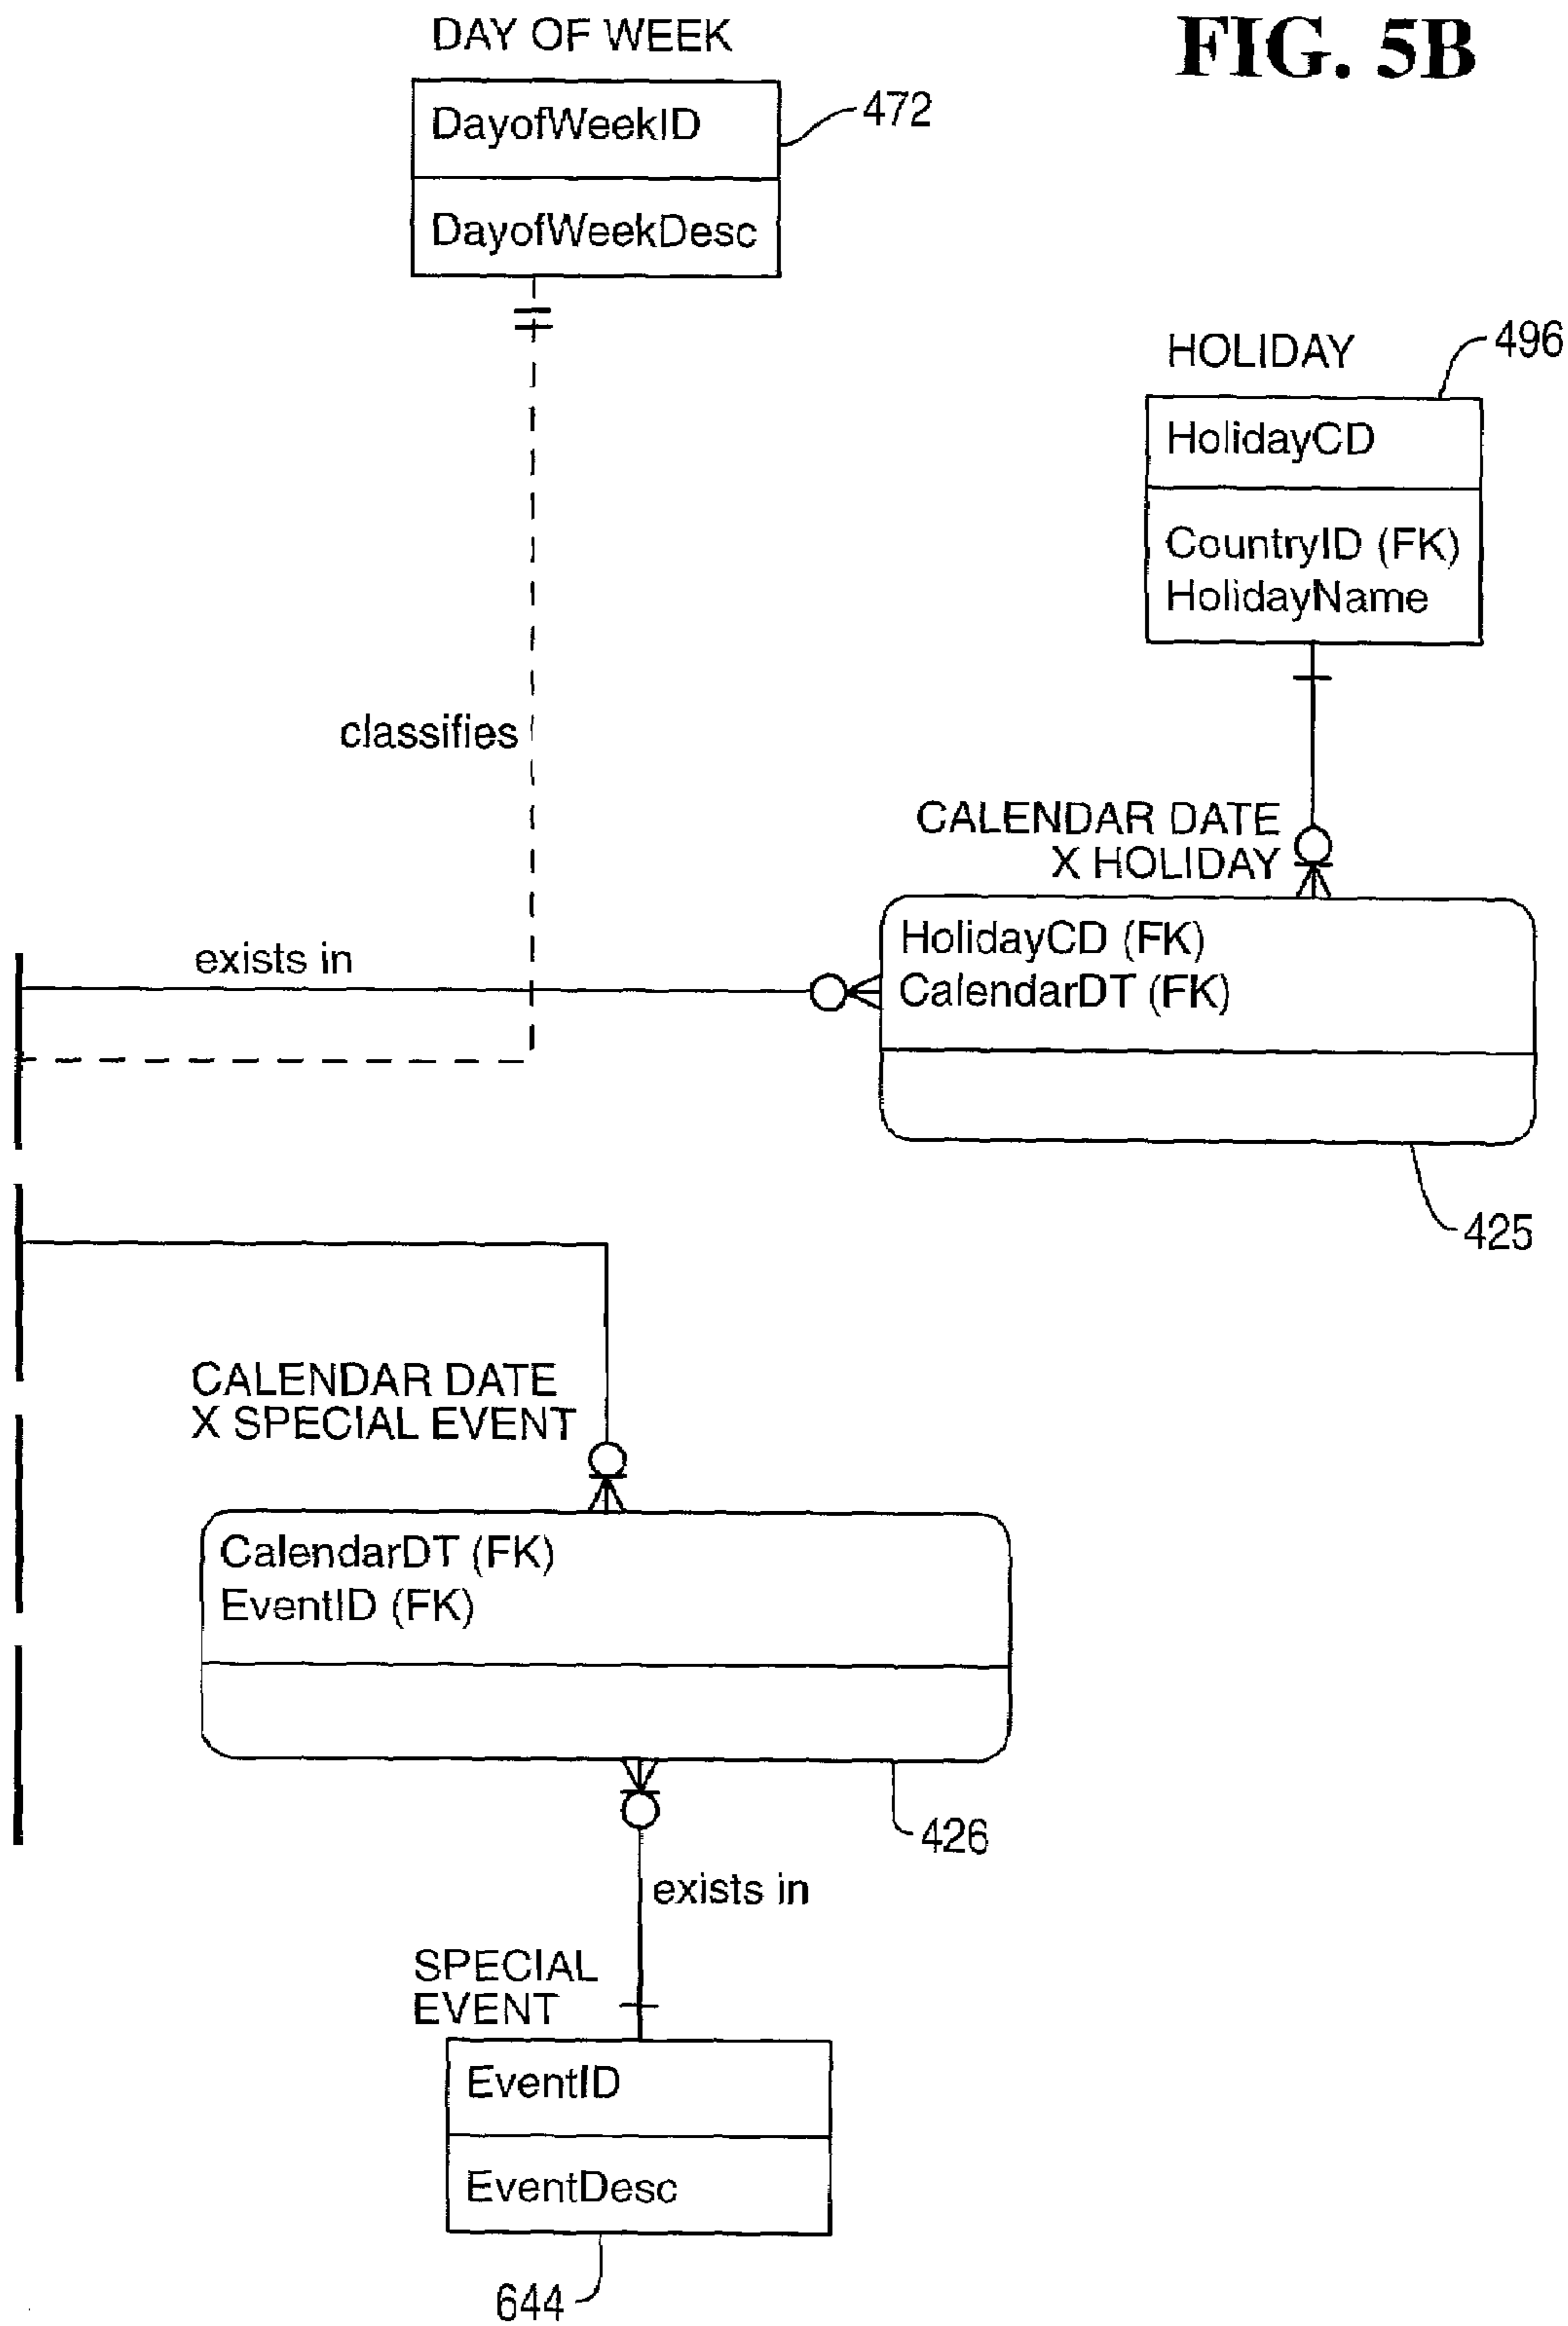 FIG. 5B
DAY OF WEEK
DayofWeekID
472
DayofWeekDesc
HOLIDAY
496
HolidayCD
CountryID (FK)
HolidayName
classifies
CALENDAR DATE
X HOLIDAY
HolidayCD (FK)
exists in
CalendarDT (FK)
425
CALENDAR DATE
X SPECIAL EVENT
CalendarDT (FK)
EventID (FK)
426
exists in
SPECIAL
EVENT
EventID
EventDesc
644